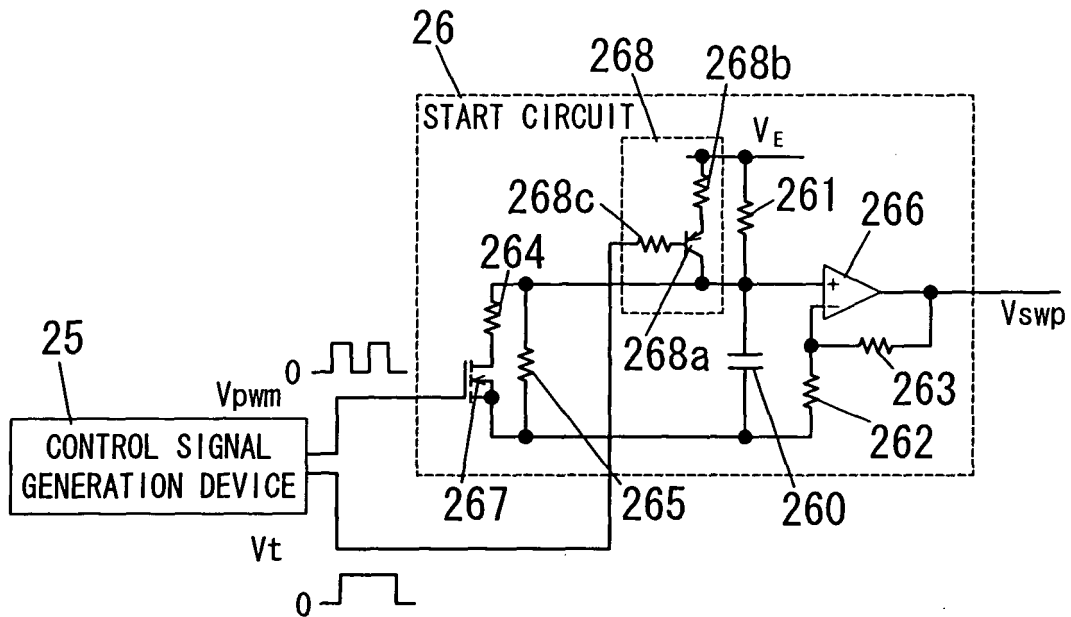 26
268
268b
START CIRCUIT
VE
268c
261
266
264
25
Vswp
0
268a
Vpwm
263
CONTROL SIGNAL
GENERATION DEVICE
262
267
265
260
Vt
0